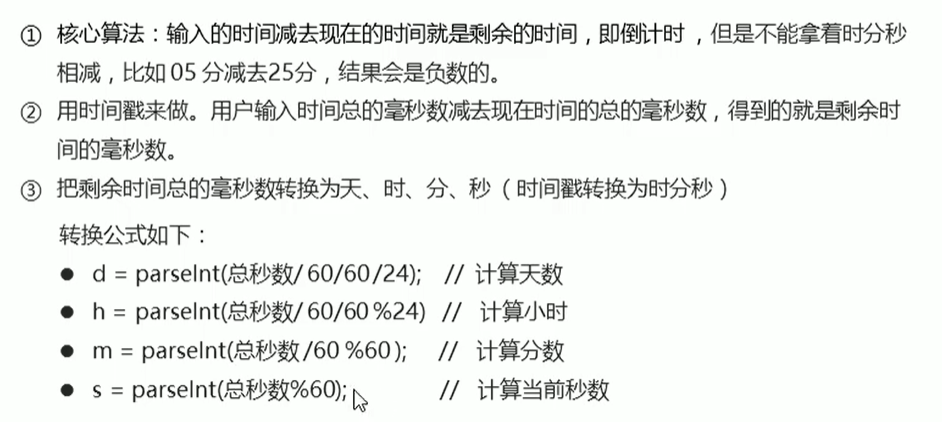 ① 核心算法：输入的时间减去现在的时间就是剩余的时间，即倒计时，但是不能拿着时分秒
相减，比如 05 分减去25分，结果会是负数的。
② 用时间戳来做。用户输入时间总的毫秒数减去现在时间的总的毫秒数，得到的就是剩余时
间的毫秒数。
③ 把剩余时间总的毫秒数转换为天、时、分、秒（时间戳转换为时分秒）
转换公式如下：
● d = parseInt(总秒数/ 60/60 /24); // 计算天数
● h = parseInt(总秒数/ 60/60 %24) // 计算小时
● m = parseInt(总秒数 /60 %60 ); // 计算分数
● s = parseInt(总秒数%60); // 计算当前秒数